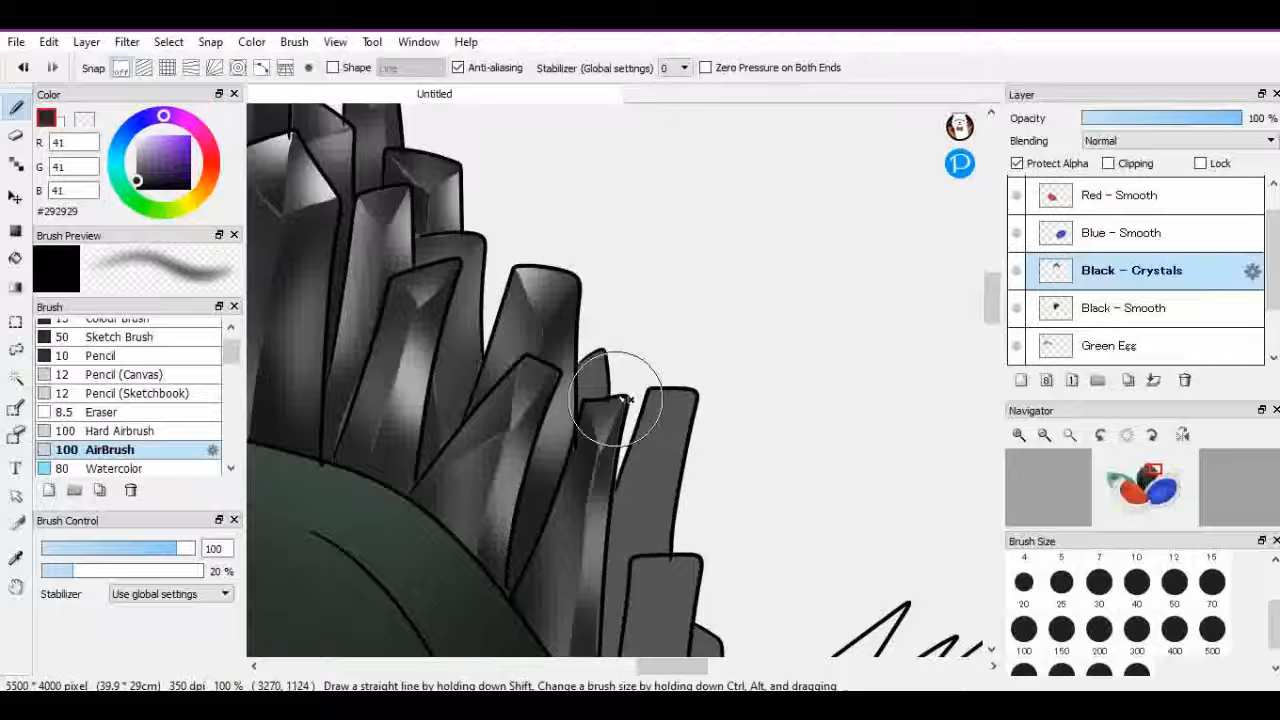 File Edit Layer Filter Select Snap Color Brush View Tool Window Help
Snap off Shape Line Anti-aliasing Stabilizer (Global settings) 0 Zero Pressure on Both Ends
Color
Untitled
Layer
R 41
G 41
B 41
#292929
Opacity 100 %
Blending Normal
Protect Alpha Clipping Lock
Red - Smooth
Blue - Smooth
Black - Crystals
Black - Smooth
Green Egg
Brush Preview
Brush
15 Colour Brush
50 Sketch Brush
10 Pencil
12 Pencil (Canvas)
12 Pencil (Sketchbook)
8.5 Eraser
100 Hard Airbrush
100 AirBrush
80 Watercolor
Brush Control
100
20 %
Stabilizer Use global settings
Navigator
Brush Size
4 5 7 10 12 15
20 25 30 40 50 70
100 150 200 300 400 500
5500 * 4000 pixel (39.9 * 29cm) 350 dpi 100 % ( 3270, 1124 ) Draw a straight line by holding down Shift, Change a brush size by holding down Ctrl, Alt, and dragging